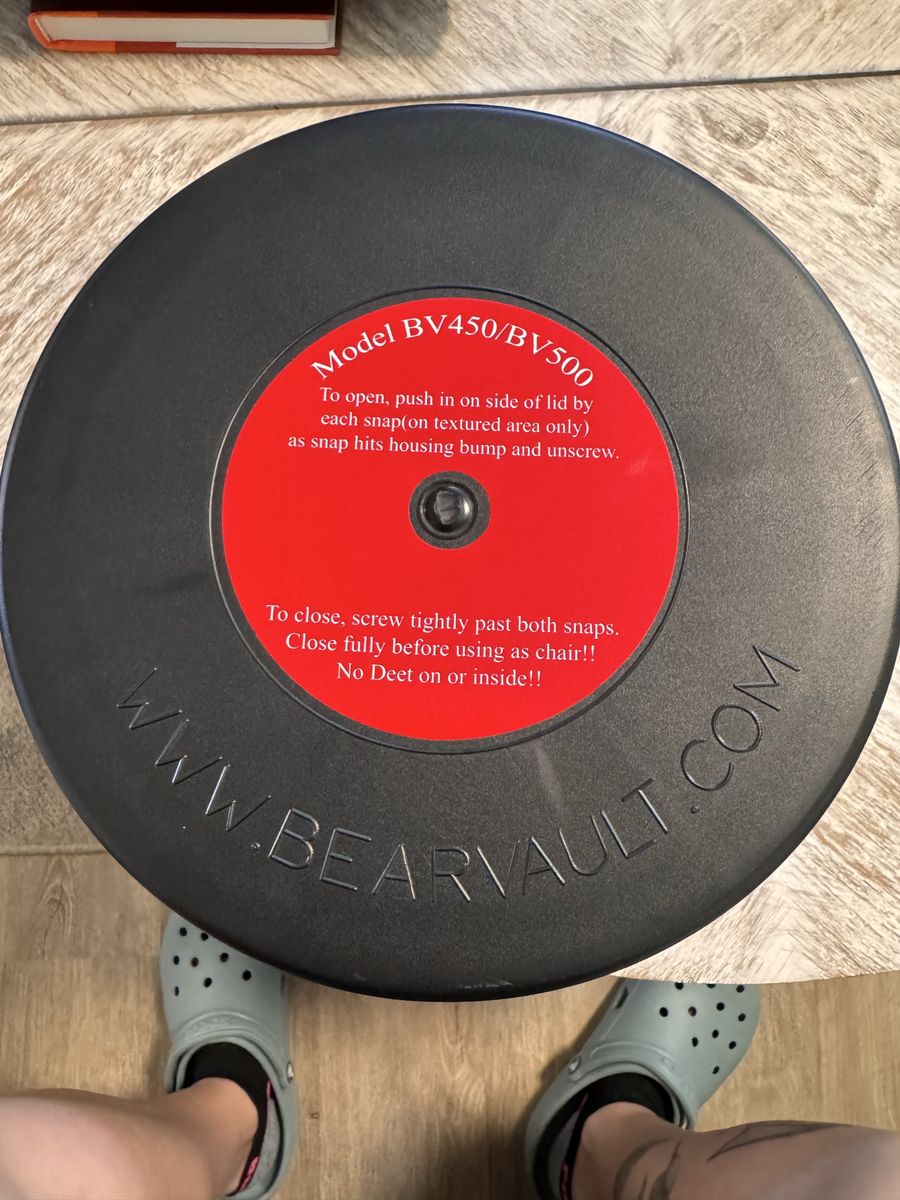 Model BV450/BV500
To open, push in on side of lid by
each snap(on textured area only)
as snap hits housing bump and unscrew.
To close, screw tightly past both snaps.
Close fully before using as chair!!
No Deet on or inside!!
WWW.BEARVAULT.COM